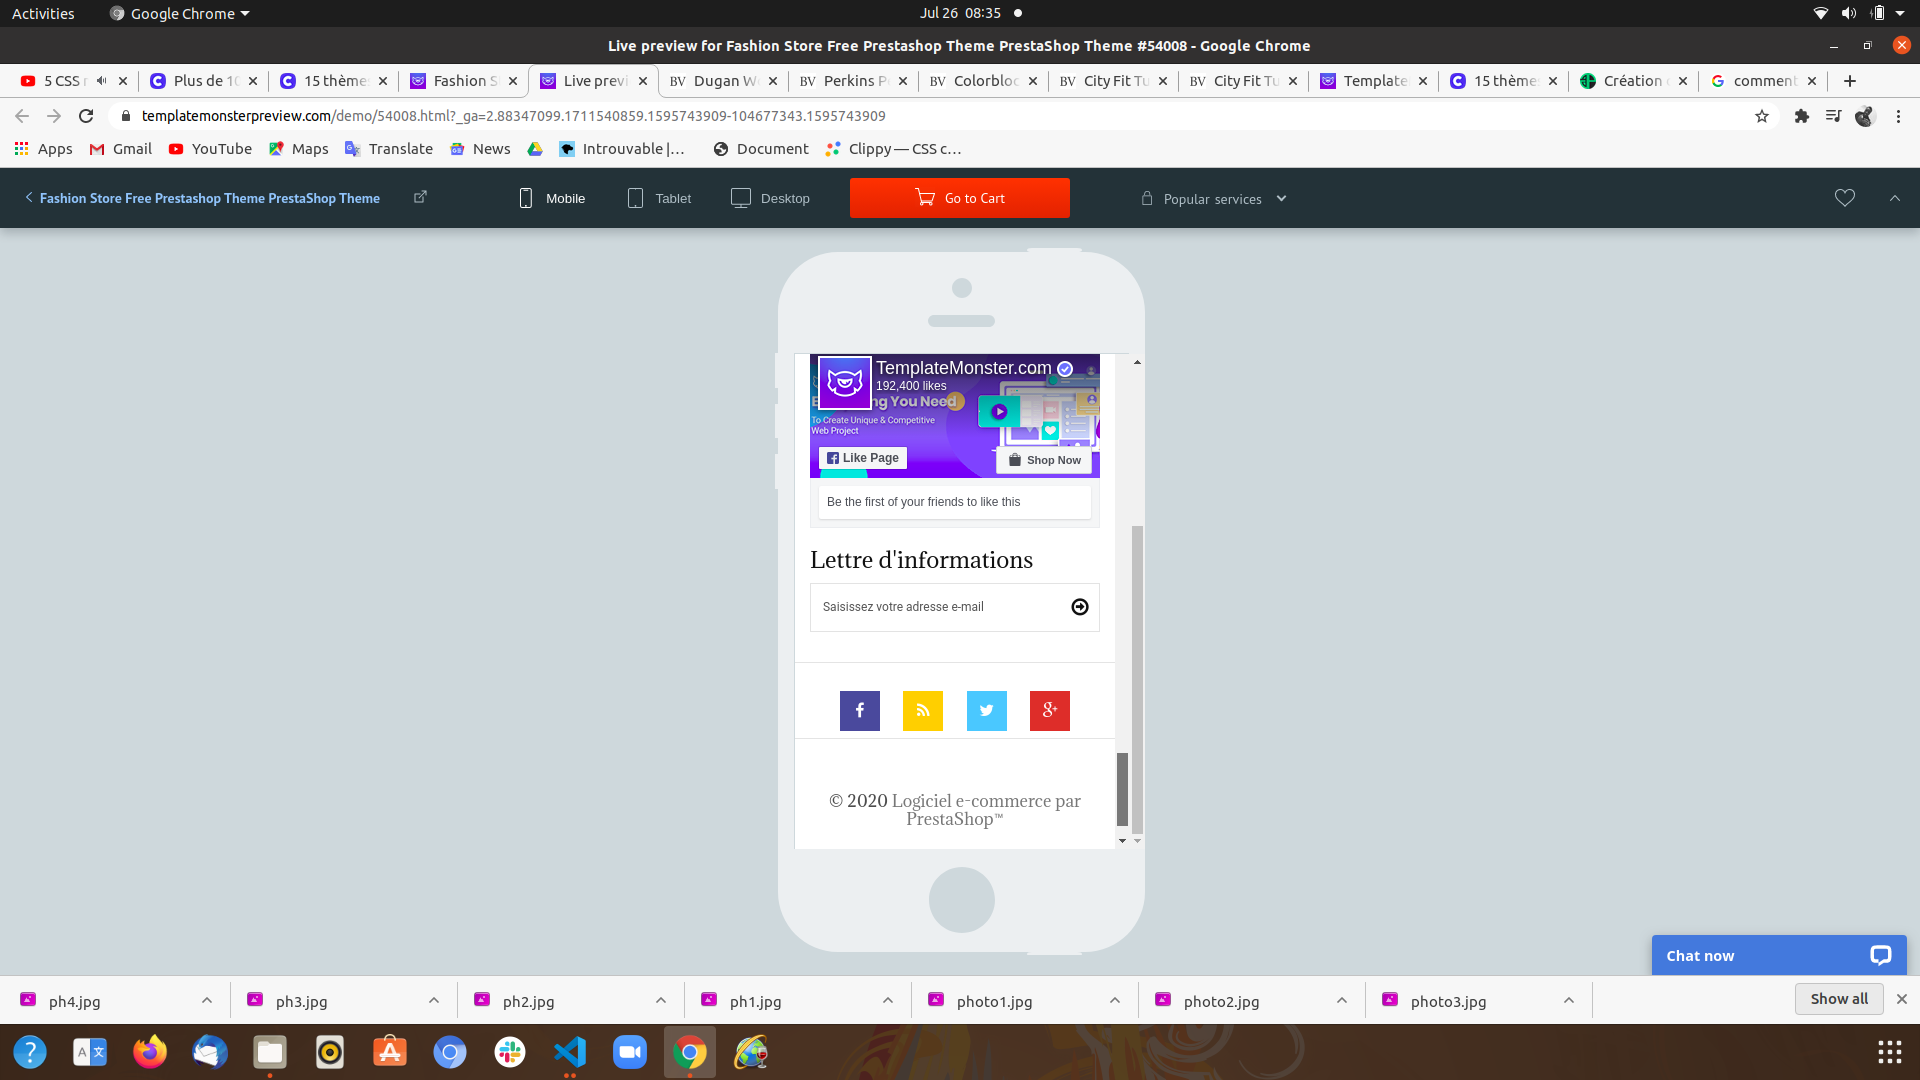 Activities
Google Chrome
Jul 26 08:35
Live preview for Fashion Store Free Prestashop Theme PrestaShop Theme #54008 - Google Chrome
5 CSS
Plus de 10
15 thème
Fashion S
Live previ
Dugan W
Perkins P
Colorbloc
City Fit Tu
City Fit Tu
Template
15 thème
Création
comment
templatemonsterpreview.com/demo/54008.html?_ga=2.88347099.1711540859.1595743909-104677343.1595743909
Apps
Gmail
YouTube
Maps
Translate
News
Introuvable |...
Document
Clippy — CSS c...
Fashion Store Free Prestashop Theme PrestaShop Theme
Mobile
Tablet
Desktop
Go to Cart
Popular services
TemplateMonster.com
192,400 likes
ng You Need
To Create Unique & Competitive
Web Project
Like Page
Shop Now
Be the first of your friends to like this
Lettre d'informations
Saisissez votre adresse e-mail
© 2020 Logiciel e-commerce par
PrestaShop™
Chat now
ph4.jpg
ph3.jpg
ph2.jpg
ph1.jpg
photo1.jpg
photo2.jpg
photo3.jpg
Show all